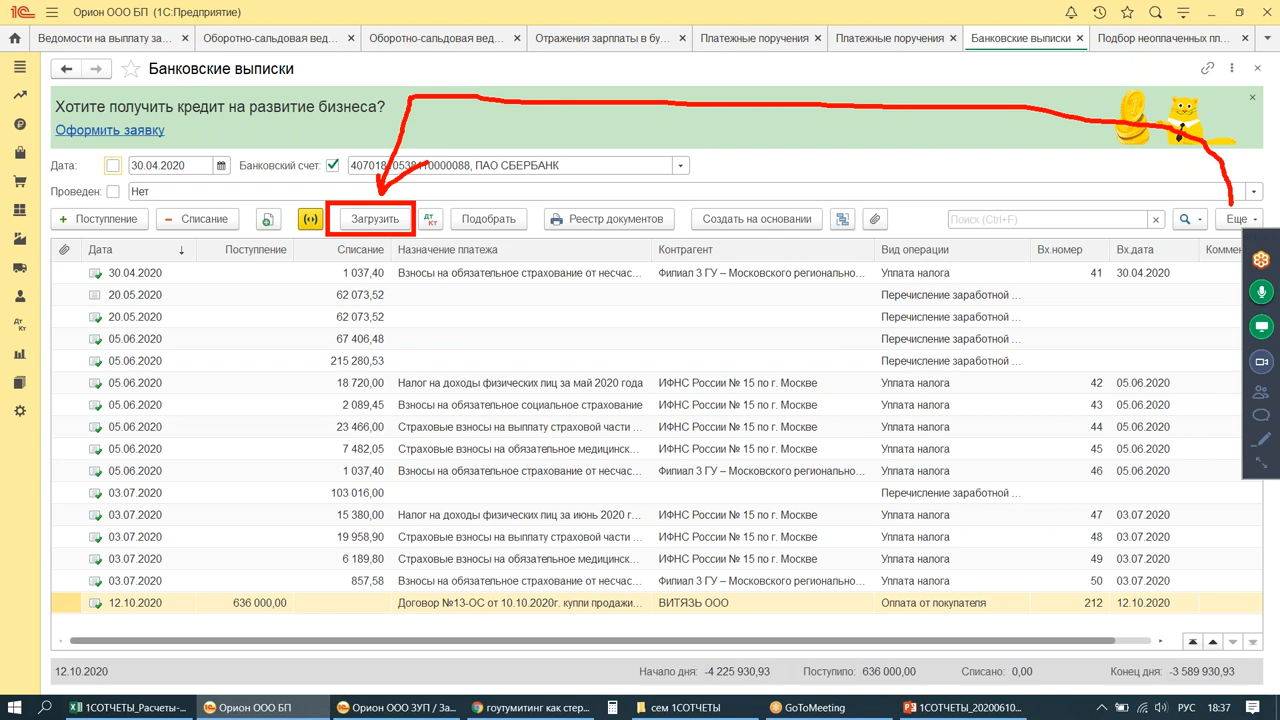 1С Орион ООО БП (1С:Предприятие)
Ведомости на выплату за... × Оборотно-сальдовая вед... × Оборотно-сальдовая вед... × Отражения зарплаты в бу... × Платежные поручения × Платежные поручения × Банковские выписки × Подбор неоплаченных пл... ×
Банковские выписки
Хотите получить кредит на развитие бизнеса?
Оформить заявку
Дата: 30.04.2020 Банковский счет: ПАО СБЕРБАНК
Проведен: Нет
+ Поступление – Списание Загрузить Дт Кт Подобрать Реестр документов Создать на основании Поиск (Ctrl+F) × Еще
Дата ↓ Поступление Списание Назначение платежа Контрагент Вид операции Вх.номер Вх.дата Коммен
30.04.2020 1 037,40 Взносы на обязательное страхование от несчас... Филиал 3 ГУ – Московского регионально... Уплата налога 41 30.04.2020
20.05.2020 62 073,52 Перечисление заработной ...
20.05.2020 62 073,52 Перечисление заработной ...
05.06.2020 67 406,48 Перечисление заработной ...
05.06.2020 215 280,53 Перечисление заработной ...
05.06.2020 18 720,00 Налог на доходы физических лиц за май 2020 года ИФНС России № 15 по г. Москве Уплата налога 42 05.06.2020
05.06.2020 2 089,45 Взносы на обязательное социальное страхование ИФНС России № 15 по г. Москве Уплата налога 43 05.06.2020
05.06.2020 23 466,00 Страховые взносы на выплату страховой части ... ИФНС России № 15 по г. Москве Уплата налога 44 05.06.2020
05.06.2020 7 482,05 Страховые взносы на обязательное медицинск... ИФНС России № 15 по г. Москве Уплата налога 45 05.06.2020
05.06.2020 1 037,40 Взносы на обязательное страхование от несчас... Филиал 3 ГУ – Московского регионально... Уплата налога 46 05.06.2020
03.07.2020 103 016,00 Перечисление заработной ...
03.07.2020 15 380,00 Налог на доходы физических лиц за июнь 2020 г... ИФНС России № 15 по г. Москве Уплата налога 47 03.07.2020
03.07.2020 19 958,90 Страховые взносы на выплату страховой части ... ИФНС России № 15 по г. Москве Уплата налога 48 03.07.2020
03.07.2020 6 189,80 Страховые взносы на обязательное медицинск... ИФНС России № 15 по г. Москве Уплата налога 49 03.07.2020
03.07.2020 857,58 Взносы на обязательное страхование от несчас... Филиал 3 ГУ – Московского регионально... Уплата налога 50 03.07.2020
12.10.2020 636 000,00 Договор №13-ОС от 10.10.2020г. купли продажи... ВИТЯЗЬ ООО Оплата от покупателя 212 12.10.2020
12.10.2020 Начало дня: -4 225 930,93 Поступило: 636 000,00 Списано: 0,00 Конец дня: -3 589 930,93
1СОТЧЕТЫ_Расчеты-... Орион ООО БП Орион ООО ЗУП / За... гоутумитинг как стер... сем 1СОТЧЕТЫ GoToMeeting 1СОТЧЕТЫ_20200610... РУС 18:37